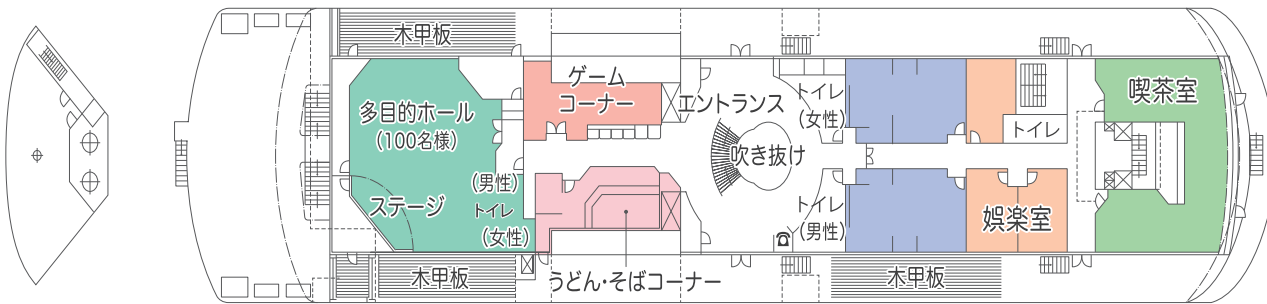 木甲板
ゲーム
コーナー
多目的ホール
(100名様)
エントランス
トイレ
(女性)
喫茶室
トイレ
吹き抜け
(男性)
トイレ
(女性)
ステージ
トイレ
(男性)
娯楽室
木甲板
うどん・そばコーナー
木甲板